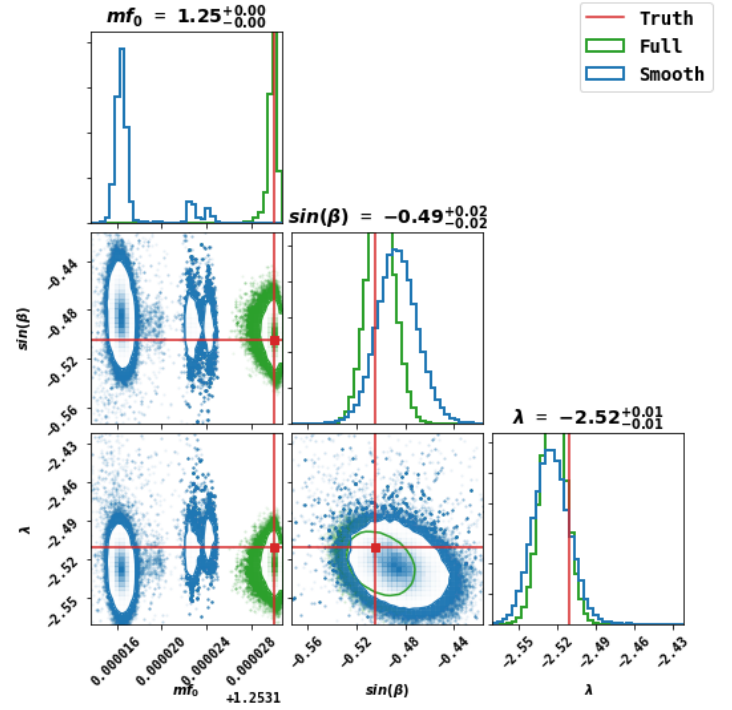 mf₀ = 1.25⁺⁰·⁰⁰₋₀.₀₀
Truth
Full
Smooth
sin(β) = −0.49⁺⁰·⁰²₋₀.₀₂
−0.44
−0.48
−0.52
−0.56
sin(β)
λ = −2.52⁺⁰·⁰¹₋₀.₀₁
−2.43
−2.46
−2.49
−2.52
−2.55
λ
0.000016
0.000020
0.000024
0.000028
+1.2531
mf₀
−0.56
−0.52
−0.48
−0.44
sin(β)
−2.55
−2.52
−2.49
−2.46
−2.43
λ